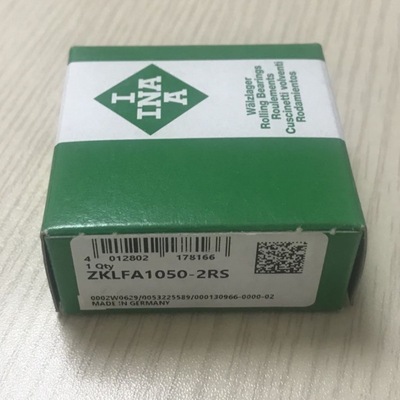 I
INA
A
Wälzlager
Rolling Bearings
Roulements
Cuscinetti volventi
Rodamientos
4 012802 178166
1 Qty
ZKLFA1050-2RS
000ZW0629/0053225589/000130966-0000-02
MADE IN GERMANY